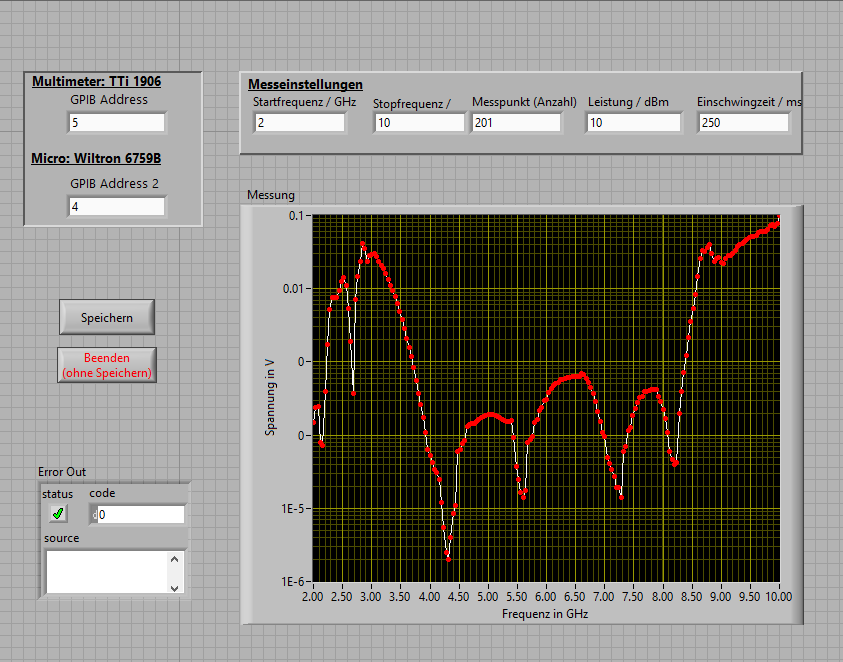 Multimeter: TTi 1906
GPIB Address
5
Micro: Wiltron 6759B
GPIB Address 2
4
Messeinstellungen
Startfrequenz / GHz
2
Stopfrequenz /
10
Messpunkt (Anzahl)
201
Leistung / dBm
10
Einschwingzeit / ms
250
Speichern
Beenden
(ohne Speichern)
Error Out
status
code
d0
source
Messung
0.1
0.01
0
0
1E-5
1E-6
Spannung in V
2.00 2.50 3.00 3.50 4.00 4.50 5.00 5.50 6.00 6.50 7.00 7.50 8.00 8.50 9.00 9.50 10.00
Frequenz in GHz